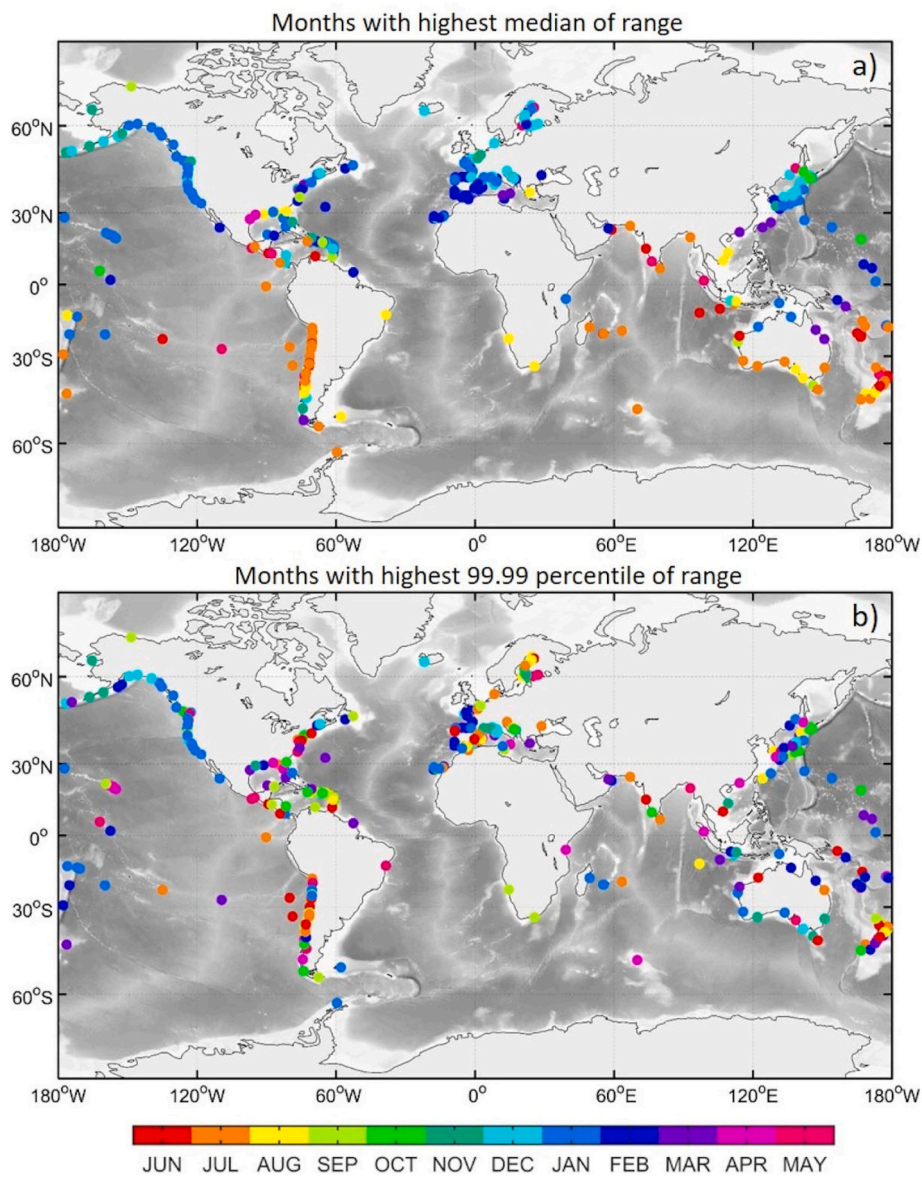 Months with highest median of range
a)
60°N
30°N
0°
30°S
60°S
180°W 120°W 60°W 0° 60°E 120°E 180°W
Months with highest 99.99 percentile of range
b)
60°N
30°N
0°
30°S
60°S
180°W 120°W 60°W 0° 60°E 120°E 180°W
JUN JUL AUG SEP OCT NOV DEC JAN FEB MAR APR MAY